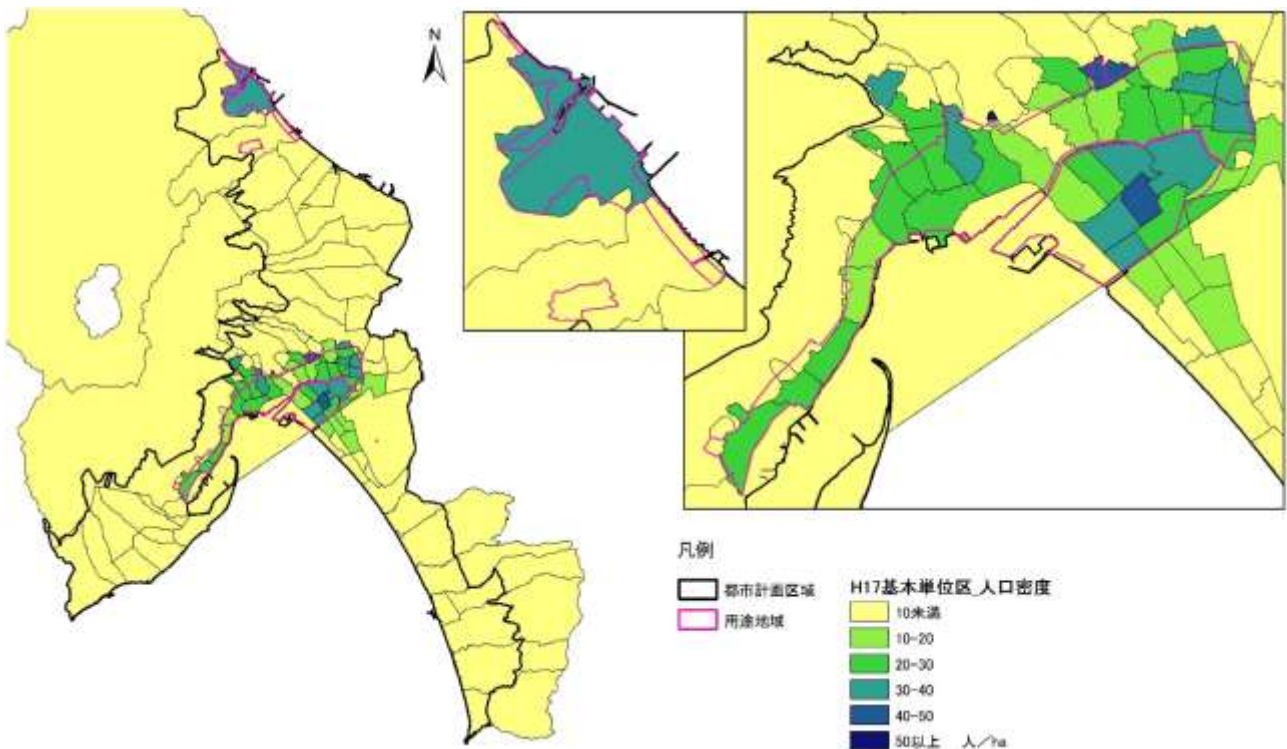 N
凡例
都市計画区域
用途地域
H17基本単位区_人口密度
10未満
10-20
20-30
30-40
40-50
50以上 人/ha